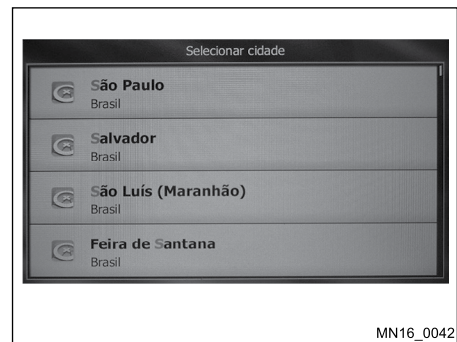 Selecionar cidade
São Paulo
Brasil
Salvador
Brasil
São Luís (Maranhão)
Brasil
Feira de Santana
Brasil
MN16_0042